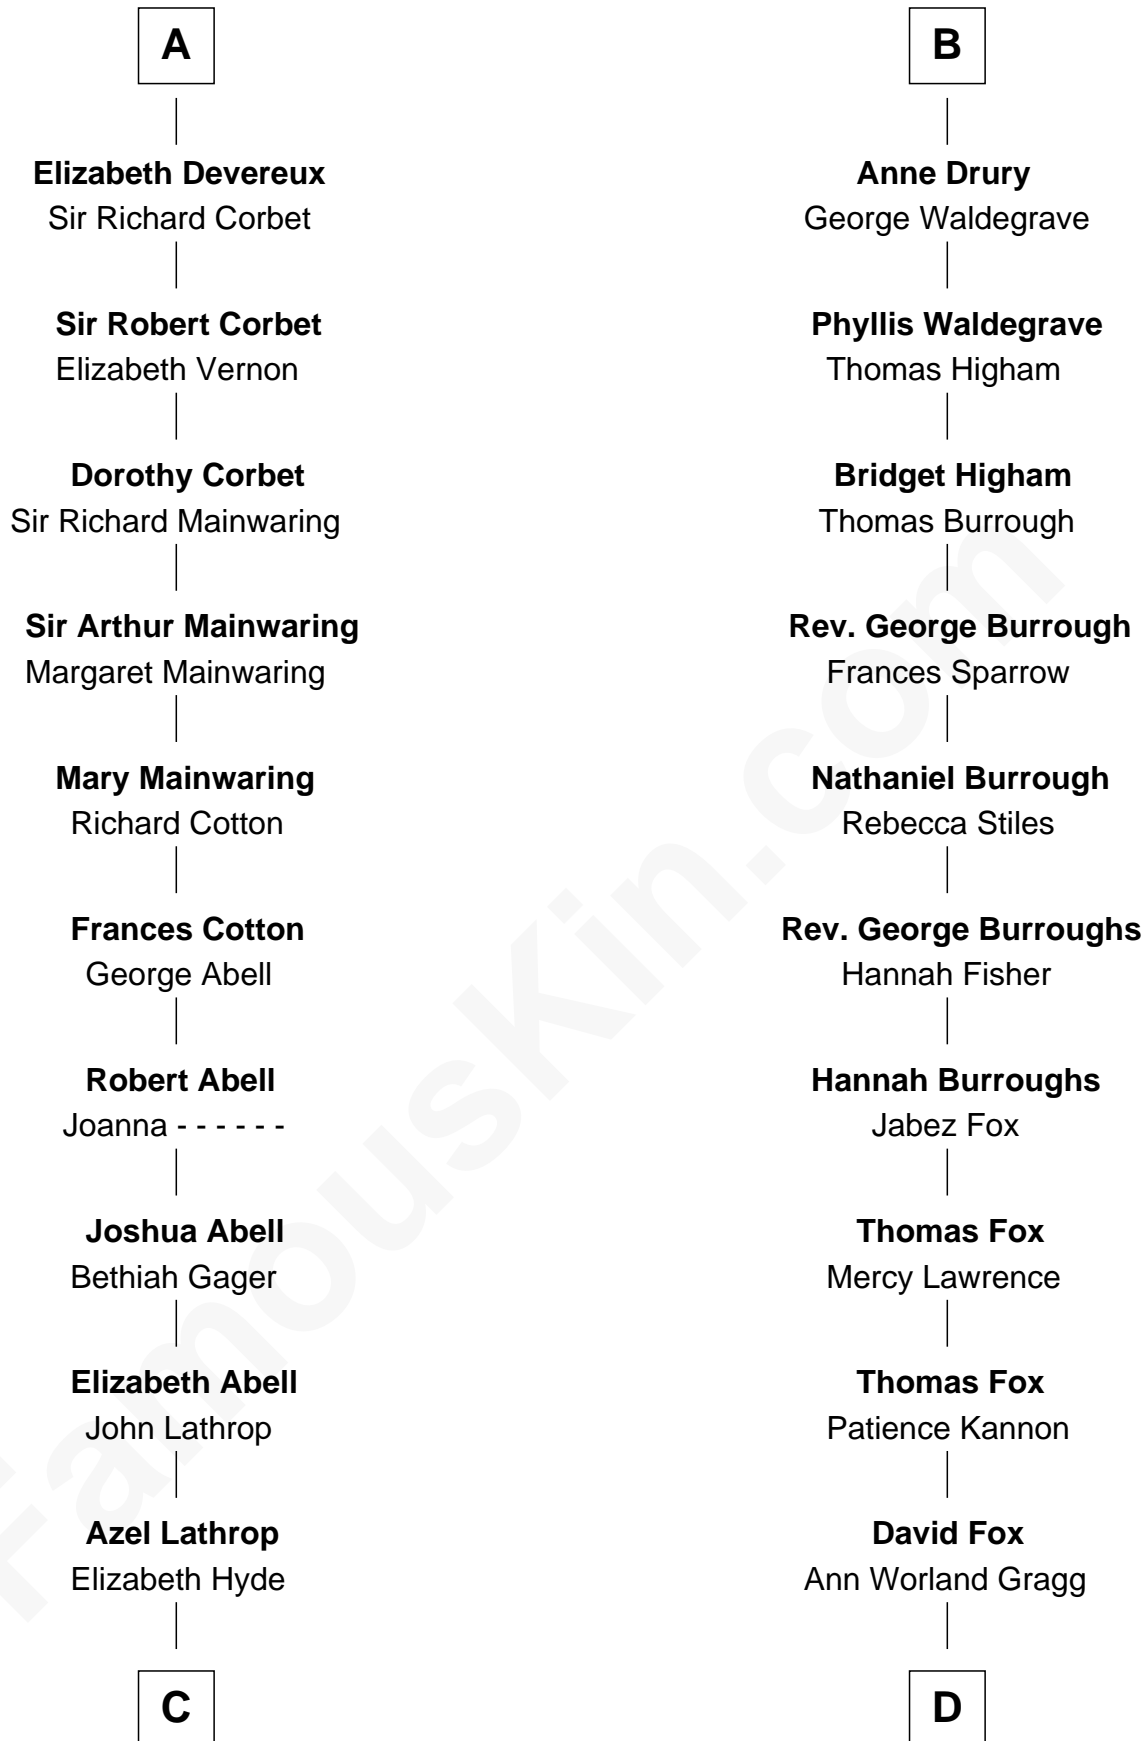 A
Elizabeth Devereux
Sir Richard Corbet
Sir Robert Corbet
Elizabeth Vernon
Dorothy Corbet
Sir Richard Mainwaring
Sir Arthur Mainwaring
Margaret Mainwaring
Mary Mainwaring
Richard Cotton
Frances Cotton
George Abell
Robert Abell
Joanna - - - - - -
Joshua Abell
Bethiah Gager
Elizabeth Abell
John Lathrop
Azel Lathrop
Elizabeth Hyde
C
B
Anne Drury
George Waldegrave
Phyllis Waldegrave
Thomas Higham
Bridget Higham
Thomas Burrough
Rev. George Burrough
Frances Sparrow
Nathaniel Burrough
Rebecca Stiles
Rev. George Burroughs
Hannah Fisher
Hannah Burroughs
Jabez Fox
Thomas Fox
Mercy Lawrence
Thomas Fox
Patience Kannon
David Fox
Ann Worland Gragg
D
FamousKin.com